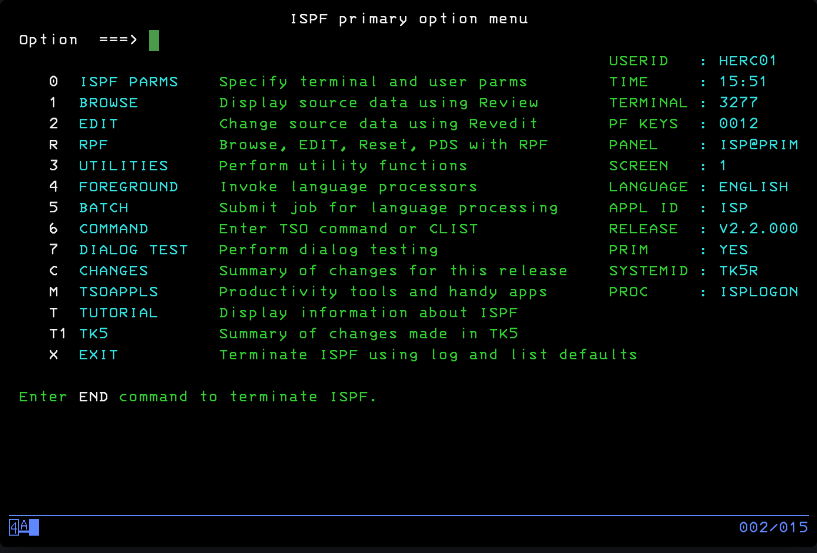 ISPF primary option menu
Option  ===>
USERID   : HERC01
0  ISPF PARMS    Specify terminal and user parms    TIME     : 15:51
1  BROWSE        Display source data using Review   TERMINAL : 3277
2  EDIT          Change source data using Revedit   PF KEYS  : 0012
R  RPF           Browse, EDIT, Reset, PDS with RPF  PANEL    : ISP@PRIM
3  UTILITIES     Perform utility functions          SCREEN   : 1
4  FOREGROUND    Invoke language processors         LANGUAGE : ENGLISH
5  BATCH         Submit job for language processing APPL ID  : ISP
6  COMMAND       Enter TSO command or CLIST         RELEASE  : V2.2.000
7  DIALOG TEST   Perform dialog testing             PRIM     : YES
C  CHANGES       Summary of changes for this release SYSTEMID : TK5R
M  TSOAPPLS      Productivity tools and handy apps  PROC     : ISPLOGON
T  TUTORIAL      Display information about ISPF
T1 TK5           Summary of changes made in TK5
X  EXIT          Terminate ISPF using log and list defaults
Enter END command to terminate ISPF.
4A 002/015